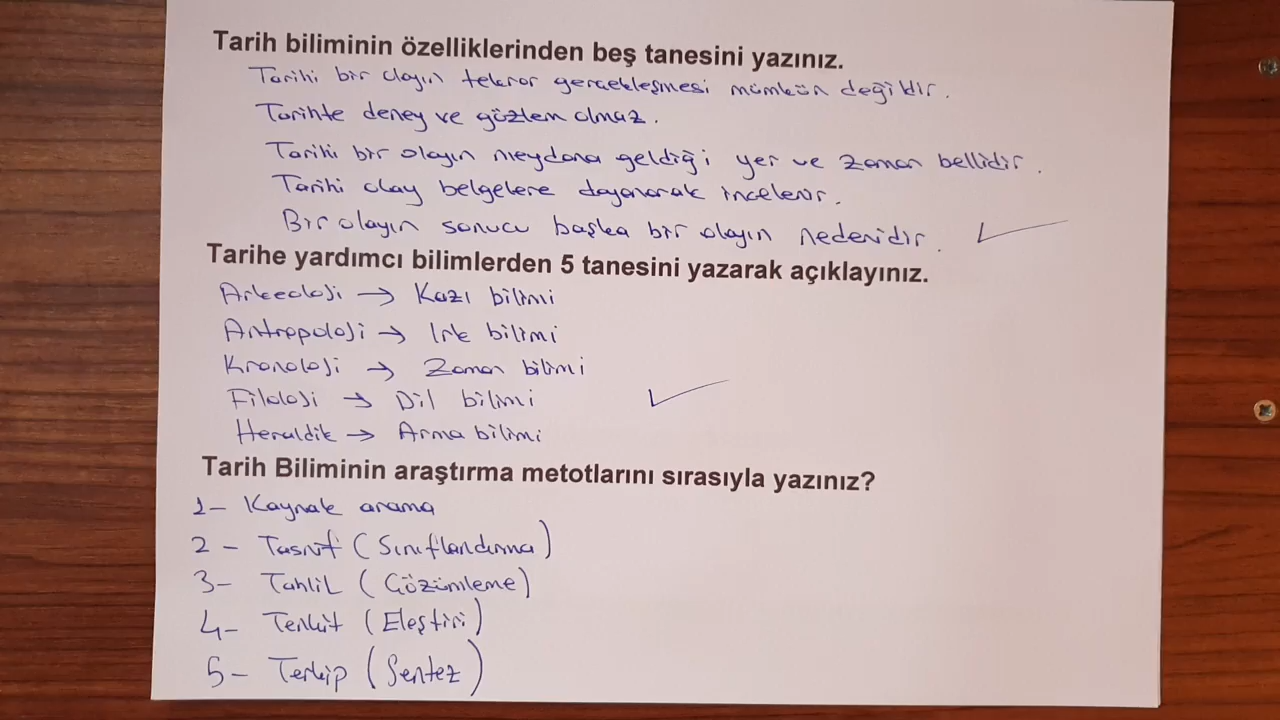 Tarih biliminin özelliklerinden beş tanesini yazınız.
Tarihi bir olayın tekrar gerçekleşmesi mümkün değildir.
Tarihte deney ve gözlem olmaz.
Tarihi bir olayın meydana geldiği yer ve zaman bellidir.
Tarihi olay belgelere dayanarak incelenir.
Bir olayın sonucu başka bir olayın nedenidir.
Tarihe yardımcı bilimlerden 5 tanesini yazarak açıklayınız.
Arkeoloji → Kazı bilimi
Antropoloji → Irk bilimi
Kronoloji → Zaman bilimi
Filoloji → Dil bilimi
Heraldik → Arma bilimi
Tarih Biliminin araştırma metotlarını sırasıyla yazınız?
1- Kaynak arama
2- Tasnif (Sınıflandırma)
3- Tahlil (Çözümleme)
4- Tenkit (Eleştiri)
5- Terkip (Sentez)